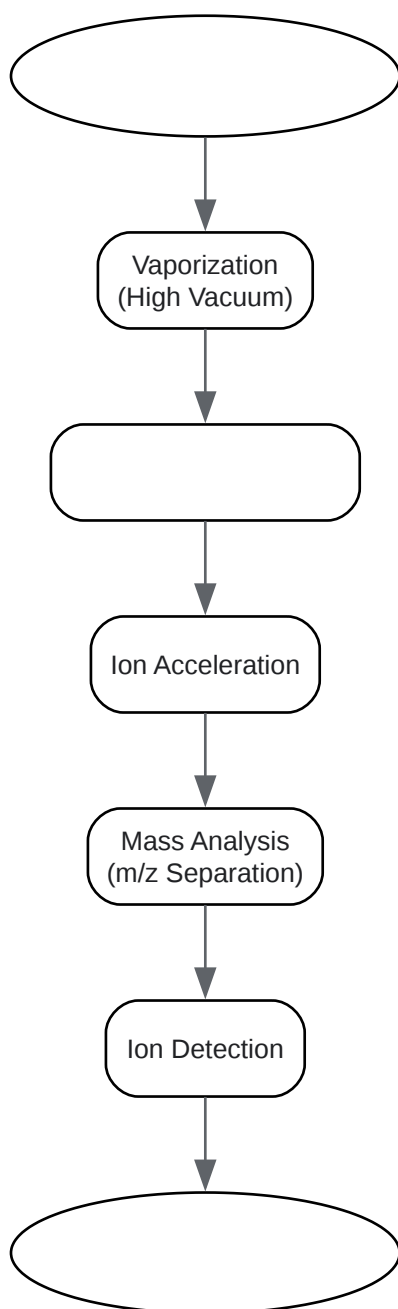 Vaporization
(High Vacuum)
Ion Acceleration
Mass Analysis
(m/z Separation)
Ion Detection